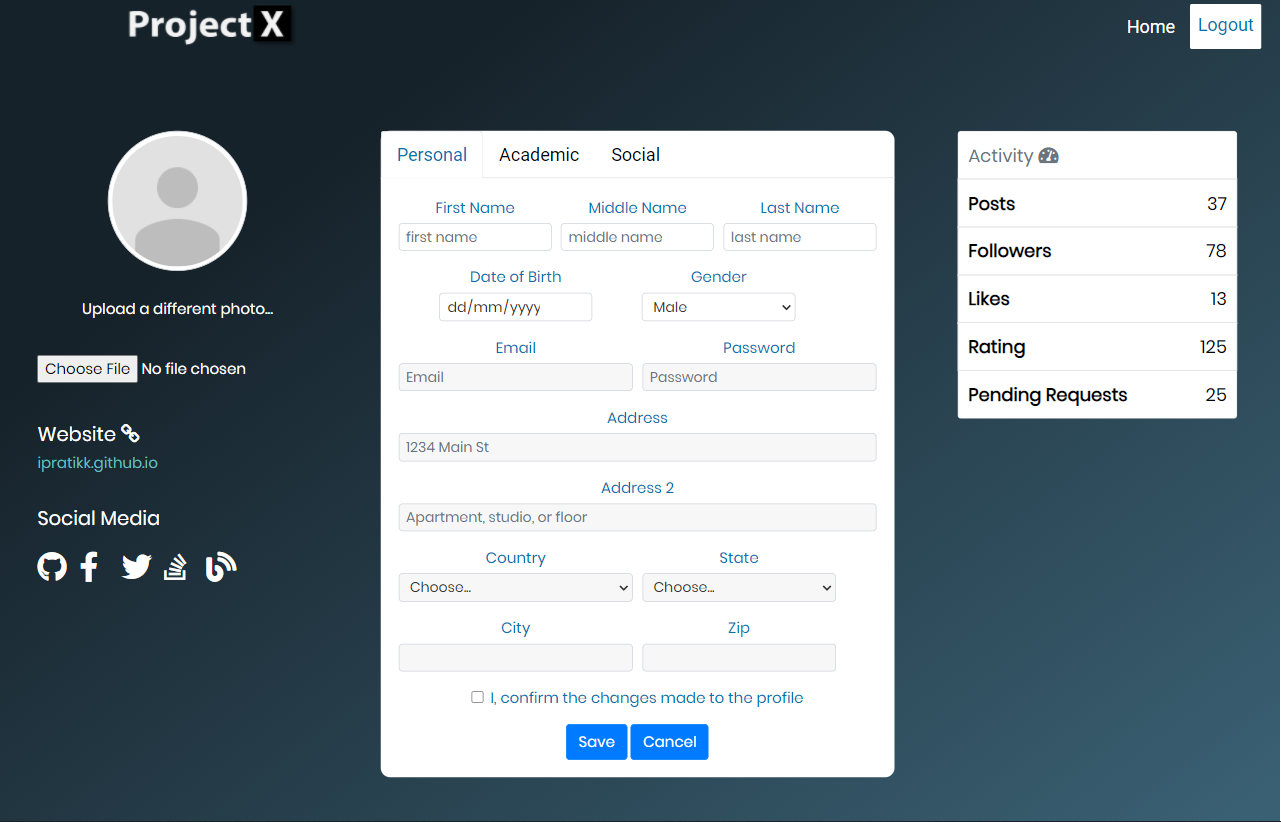 Project X
Home Logout
Upload a different photo...
Choose File No file chosen
Website
ipratikk.github.io
Social Media
Personal Academic Social
First Name Middle Name Last Name
first name middle name last name
Date of Birth Gender
dd/mm/yyyy Male
Email Password
Email Password
Address
1234 Main St
Address 2
Apartment, studio, or floor
Country State
Choose... Choose...
City Zip
I, confirm the changes made to the profile
Save Cancel
Activity
Posts 37
Followers 78
Likes 13
Rating 125
Pending Requests 25